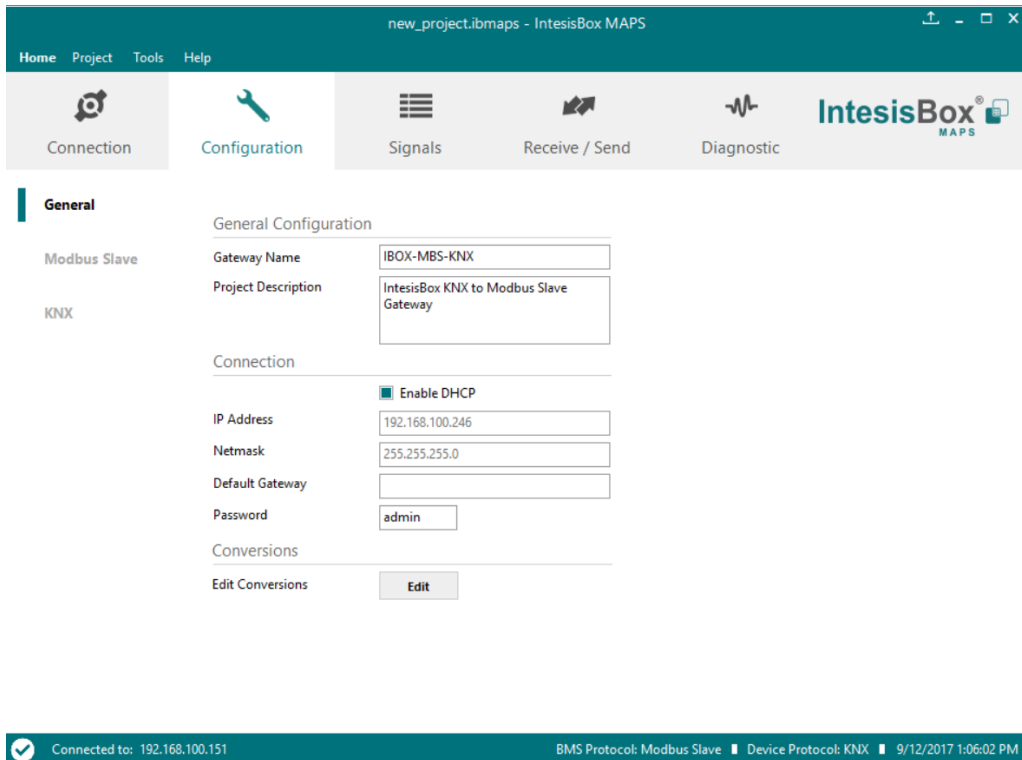 new_project.ibmaps - IntesisBox MAPS
Home Project Tools Help
Connection Configuration Signals Receive / Send Diagnostic IntesisBox® MAPS
General
General Configuration
Modbus Slave
Gateway Name IBOX-MBS-KNX
Project Description IntesisBox KNX to Modbus Slave
Gateway
KNX
Connection
Enable DHCP
IP Address 192.168.100.246
Netmask 255.255.255.0
Default Gateway
Password admin
Conversions
Edit Conversions Edit
Connected to: 192.168.100.151 BMS Protocol: Modbus Slave Device Protocol: KNX 9/12/2017 1:06:02 PM